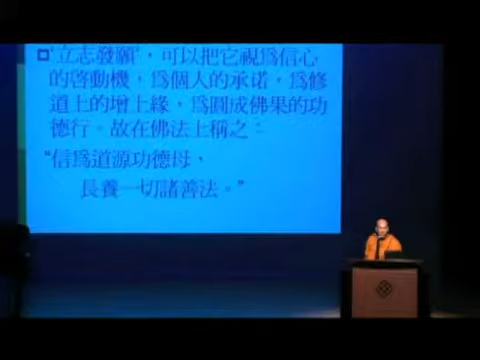 '立志發願', 可以把它視爲信心
的啓動機，爲個人的承诺，爲修
道上的增上緣，爲圓成佛果的功
德行。故在佛法上稱之：
“信爲道源功德母、
長養一切諸善法。”